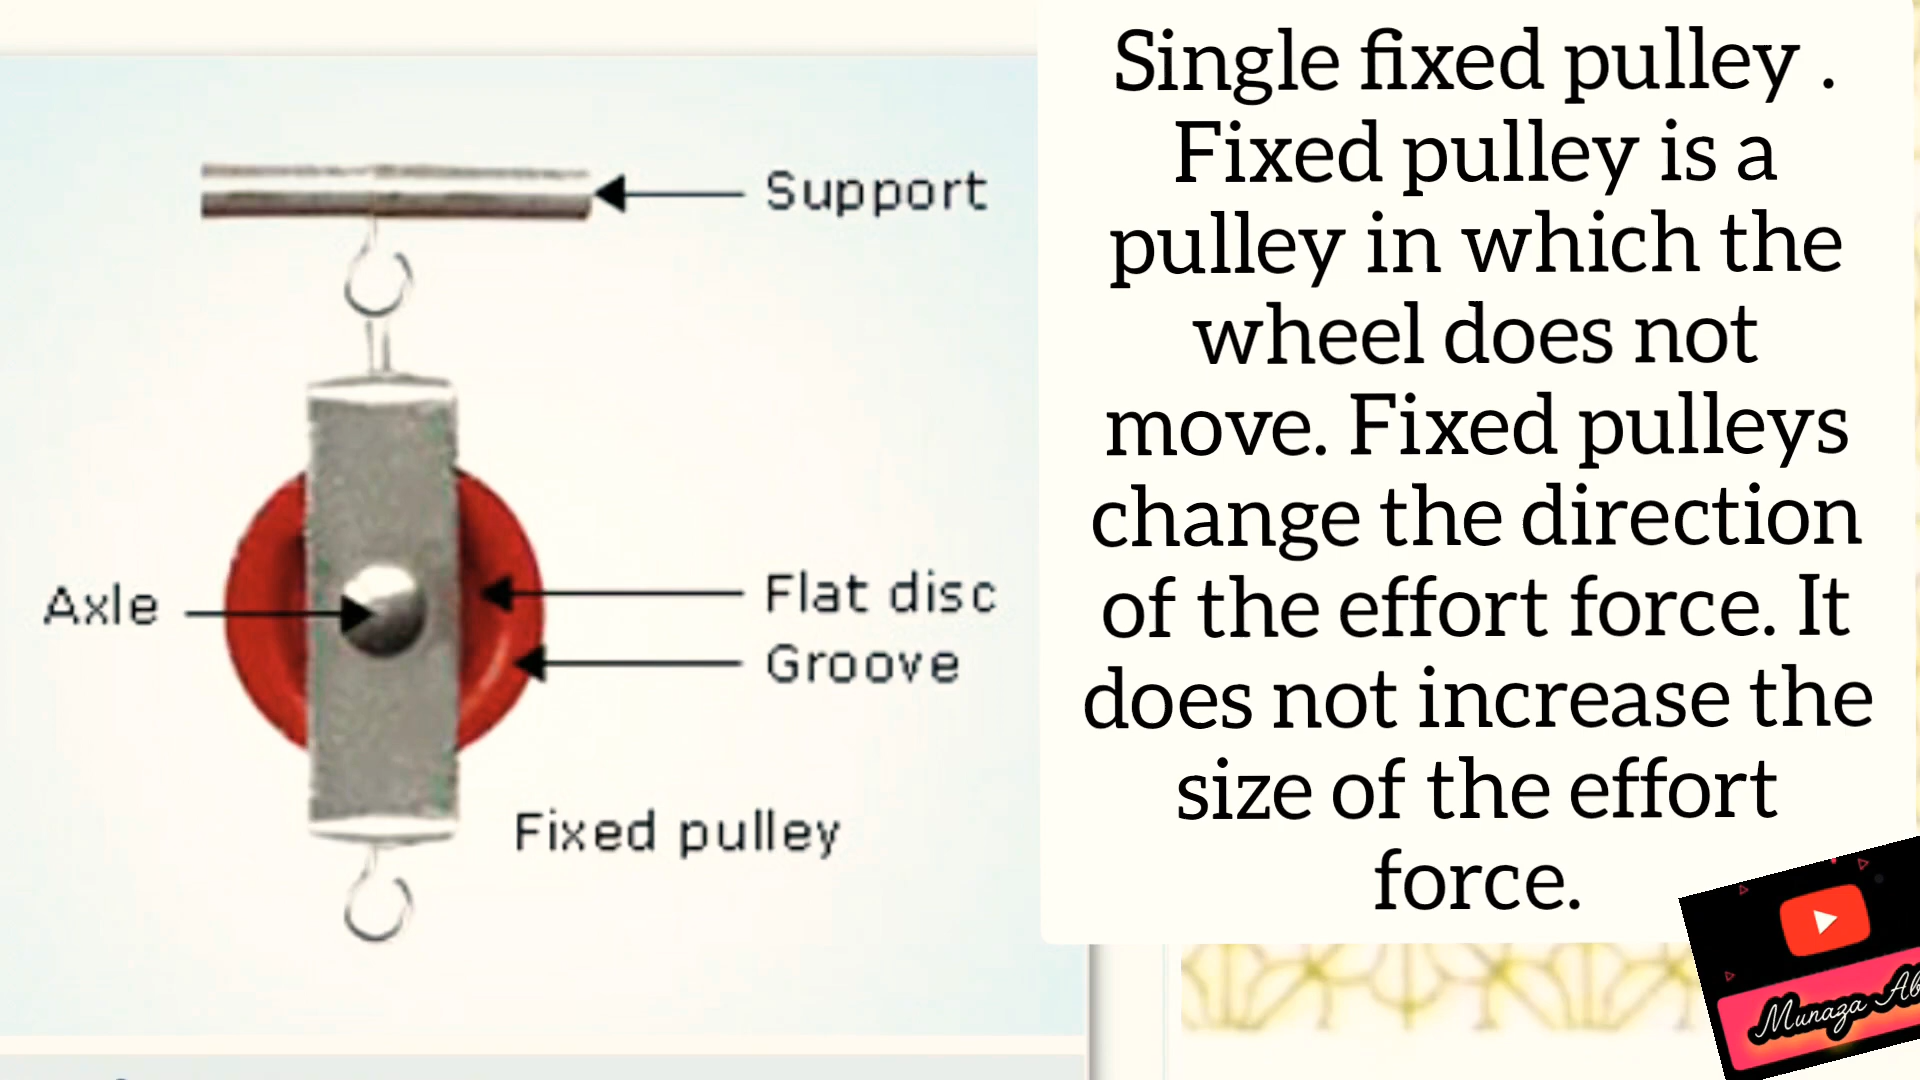 Support
Axle
Flat disc
Groove
Fixed pulley
Single fixed pulley .
Fixed pulley is a
pulley in which the
wheel does not
move. Fixed pulleys
change the direction
of the effort force. It
does not increase the
size of the effort
force.
Munaza